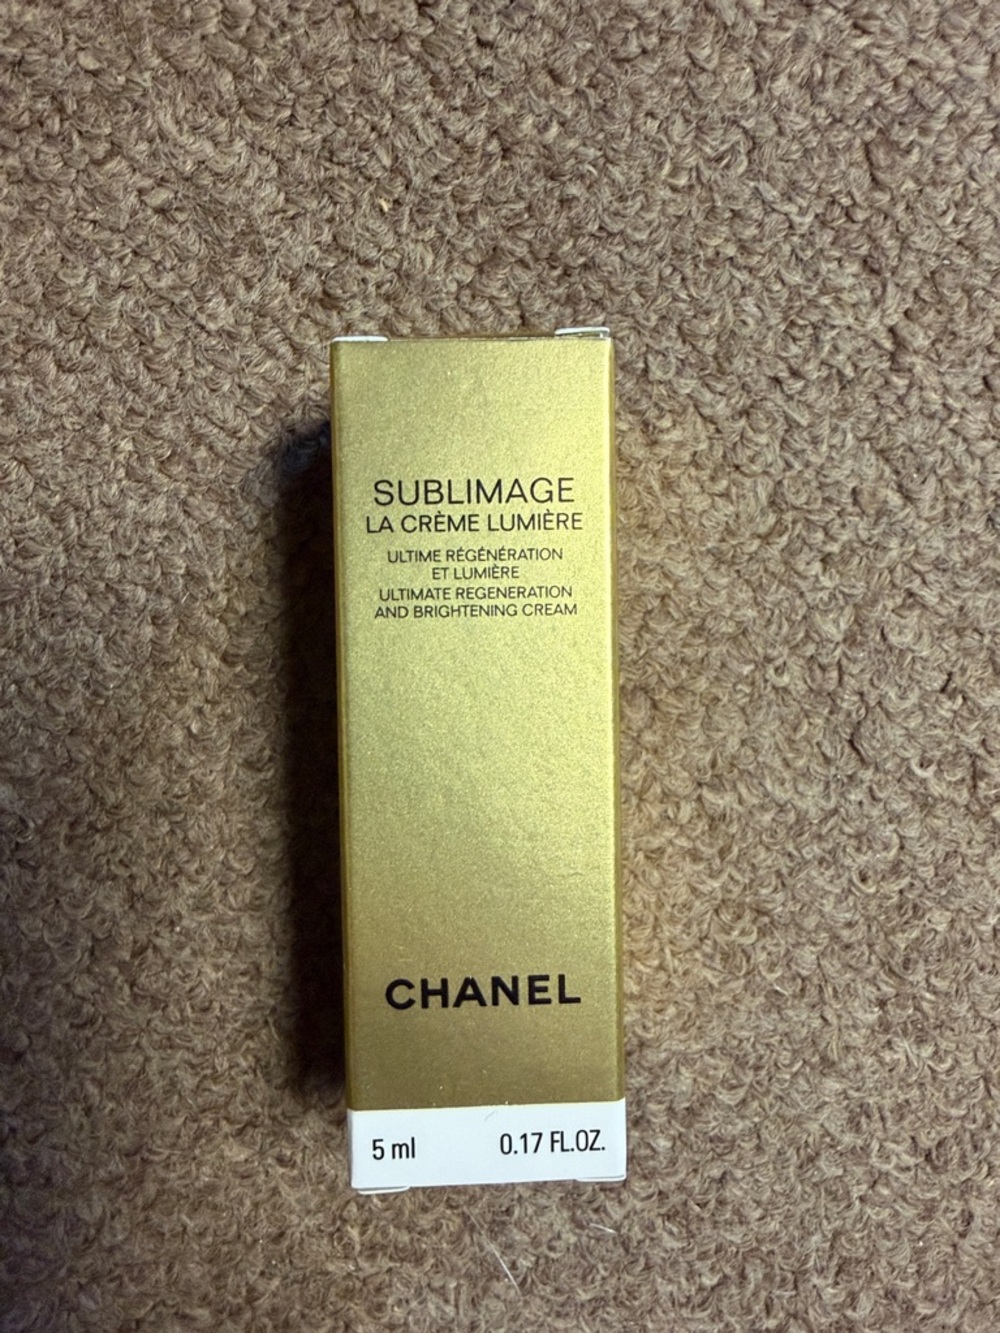 SUBLIMAGE
LA CRÈME LUMIÈRE
ULTIME RÉGÉNÉRATION
ET LUMIÈRE
ULTIMATE REGENERATION
AND BRIGHTENING CREAM
CHANEL
5 ml 0.17 FL.OZ.